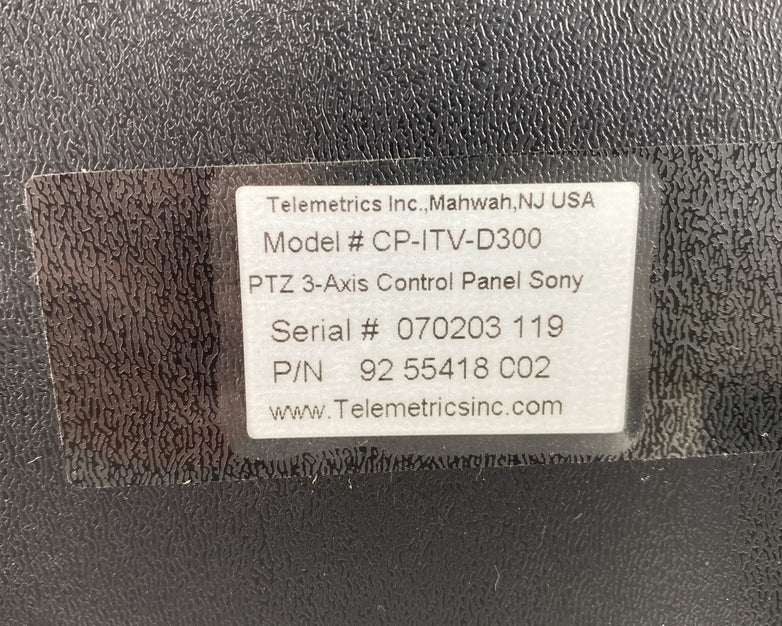 Telemetrics Inc.,Mahwah,NJ USA
Model # CP-ITV-D300
PTZ 3-Axis Control Panel Sony
Serial # 070203 119
P/N 92 55418 C02
www.Telemetricsinc.com